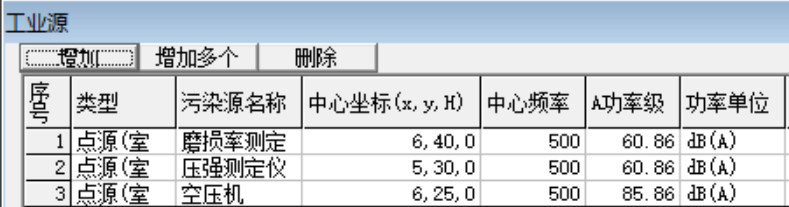 工业源
增加 增加多个 删除
序号 类型 污染源名称 中心坐标(x,y,H) 中心频率 A功率级 功率单位
1 点源(室 磨损率测定 6,40,0 500 60.86 dB(A)
2 点源(室 压强测定仪 5,30,0 500 60.86 dB(A)
3 点源(室 空压机 6,25,0 500 85.86 dB(A)